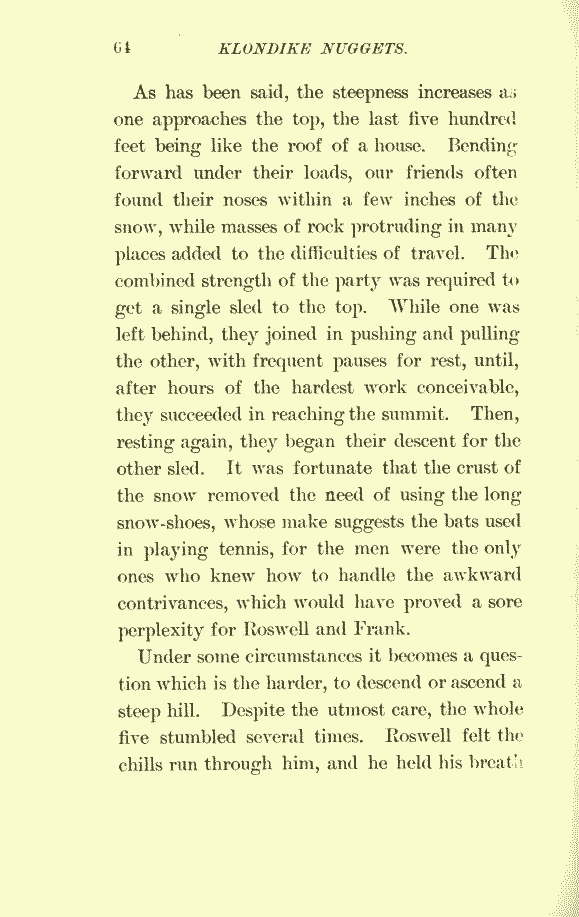 64 KLONDIKE NUGGETS.
As has been said, the steepness increases as
one approaches the top, the last five hundred
feet being like the roof of a house. Bending
forward under their loads, our friends often
found their noses within a few inches of the
snow, while masses of rock protruding in many
places added to the difficulties of travel. The
combined strength of the party was required to
get a single sled to the top. While one was
left behind, they joined in pushing and pulling
the other, with frequent pauses for rest, until,
after hours of the hardest work conceivable,
they succeeded in reaching the summit. Then,
resting again, they began their descent for the
other sled. It was fortunate that the crust of
the snow removed the need of using the long
snow-shoes, whose make suggests the bats used
in playing tennis, for the men were the only
ones who knew how to handle the awkward
contrivances, which would have proved a sore
perplexity for Roswell and Frank.
Under some circumstances it becomes a ques-
tion which is the harder, to descend or ascend a
steep hill. Despite the utmost care, the whole
five stumbled several times. Roswell felt the
chills run through him, and he held his breath